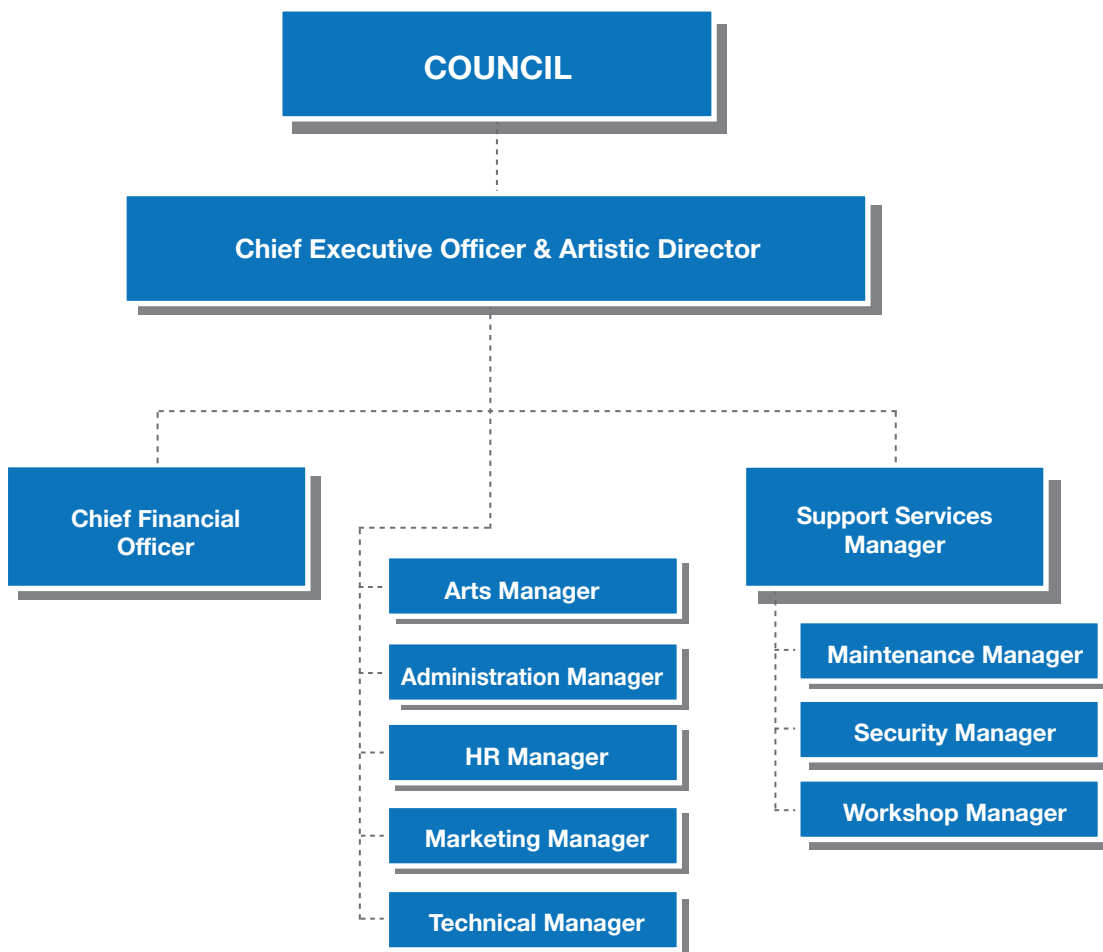 COUNCIL
Chief Executive Officer & Artistic Director
Chief Financial
Officer
Support Services
Manager
Arts Manager
Administration Manager
HR Manager
Marketing Manager
Technical Manager
Maintenance Manager
Security Manager
Workshop Manager